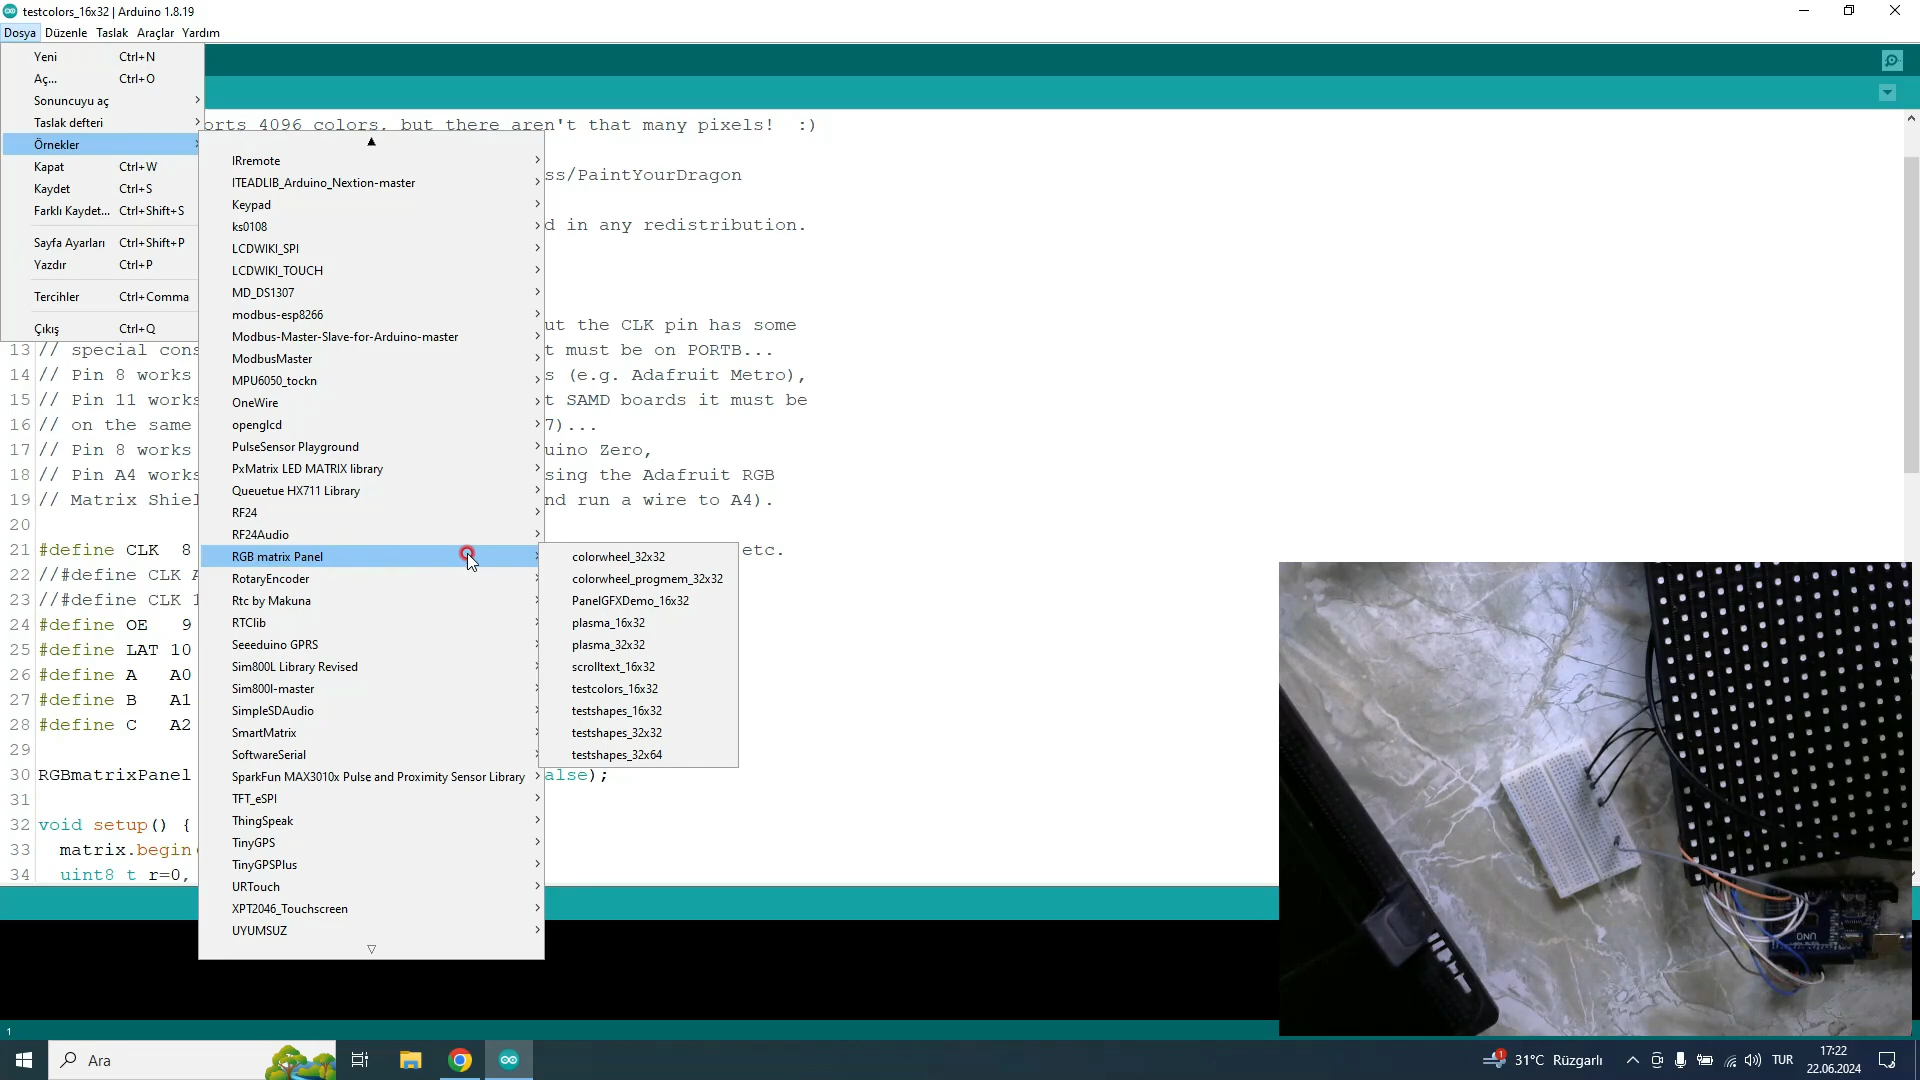 testcolors_16x32 | Arduino 1.8.19
Dosya Düzenle Taslak Araçlar Yardım
Yeni Ctrl+N
Aç... Ctrl+O
Sonuncuyu aç
Taslak defteri
Örnekler
Kapat Ctrl+W
Kaydet Ctrl+S
Farklı Kaydet... Ctrl+Shift+S
Sayfa Ayarları Ctrl+Shift+P
Yazdır Ctrl+P
Tercihler Ctrl+Comma
Çıkış Ctrl+Q
IRremote
ITEADLIB_Arduino_Nextion-master
Keypad
ks0108
LCDWIKI_SPI
LCDWIKI_TOUCH
MD_DS1307
modbus-esp8266
Modbus-Master-Slave-for-Arduino-master
ModbusMaster
MPU6050_tockn
OneWire
openglcd
PulseSensor Playground
PxMatrix LED MATRIX library
Queuetue HX711 Library
RF24
RF24Audio
RGB matrix Panel
RotaryEncoder
Rtc by Makuna
RTClib
Seeeduino GPRS
Sim800L Library Revised
Sim800l-master
SimpleSDAudio
SmartMatrix
SoftwareSerial
SparkFun MAX3010x Pulse and Proximity Sensor Library
TFT_eSPI
ThingSpeak
TinyGPS
TinyGPSPlus
URTouch
XPT2046_Touchscreen
UYUMSUZ
colorwheel_32x32
colorwheel_progmem_32x32
PanelGFXDemo_16x32
plasma_16x32
plasma_32x32
scrolltext_16x32
testcolors_16x32
testshapes_16x32
testshapes_32x32
testshapes_32x64
orts 4096 colors, but there aren't that many pixels! :)
ss/PaintYourDragon
d in any redistribution.
ut the CLK pin has some
13 // special cons t must be on PORTB...
14 // Pin 8 works s (e.g. Adafruit Metro),
15 // Pin 11 works t SAMD boards it must be
16 // on the same 7)...
17 // Pin 8 works uino Zero,
18 // Pin A4 works sing the Adafruit RGB
19 // Matrix Shiel nd run a wire to A4).
20
21 #define CLK 8 etc.
22 //#define CLK A
23 //#define CLK 1
24 #define OE 9
25 #define LAT 10
26 #define A A0
27 #define B A1
28 #define C A2
29
30 RGBmatrixPanel alse);
31
32 void setup() {
33 matrix.begin(
34 uint8_t r=0,
1
UNO
Ara
1
31°C Rüzgarlı
TUR
17:22
22.06.2024